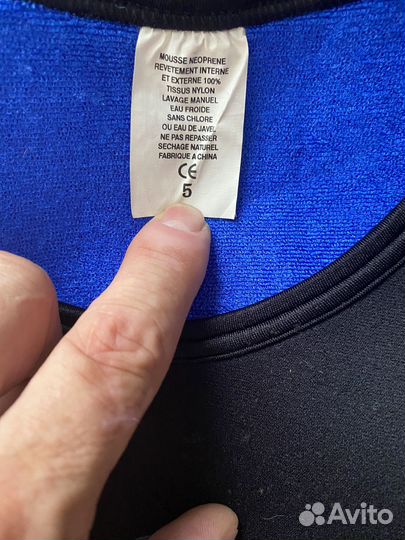 MOUSSE NEOPRENE
REVETEMENT INTERNE
ET EXTERNE 100%
TISSUS NYLON
LAVAGE MANUEL
EAU FROIDE
SANS CHLORE
OU EAU DE JAVEL
NE PAS REPASSER
SECHAGE NATUREL
FABRIQUE A CHINA
CE
5
Avito